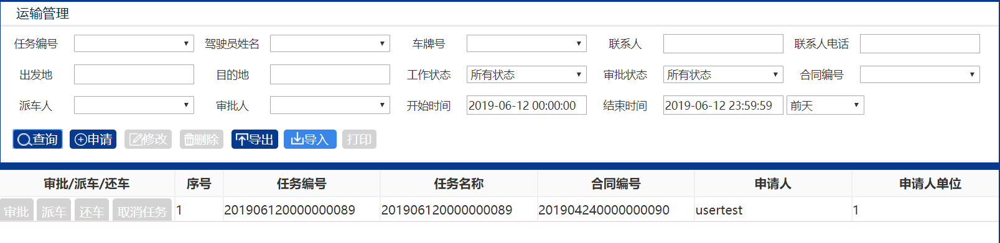 运输管理
任务编号 驾驶员姓名 车牌号 联系人 联系人电话
出发地 目的地 工作状态 所有状态 审批状态 所有状态 合同编号
派车人 审批人 开始时间 2019-06-12 00:00:00 结束时间 2019-06-12 23:59:59 前天
查询 申请 修改 删除 导出 导入 打印
审批/派车/还车 序号 任务编号 任务名称 合同编号 申请人 申请人单位
审批 派车 还车 取消任务 1 201906120000000089 201906120000000089 201904240000000090 usertest 1